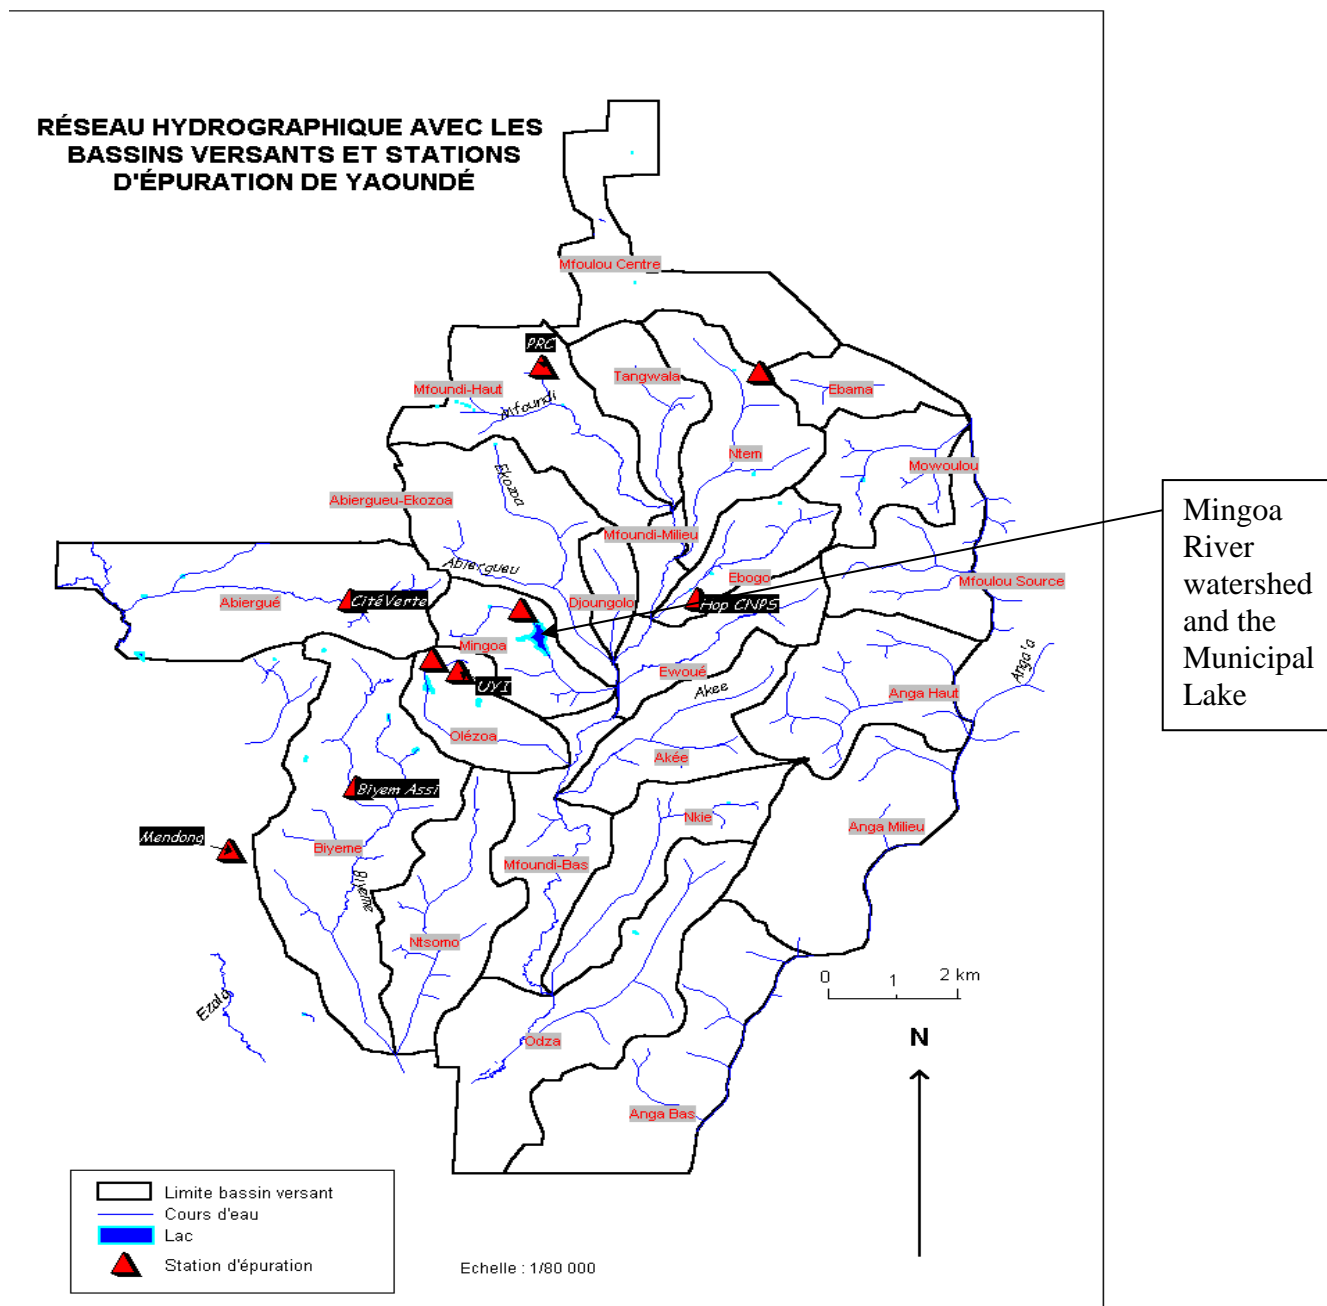 RÉSEAU HYDROGRAPHIQUE AVEC LES
BASSINS VERSANTS ET STATIONS
D'ÉPURATION DE YAOUNDÉ
Mfoulou Centre
PRC
Tangwala
Mfoundi-Haut
Mfoundi
Ebama
Ntem
Mowoulou
Ekozoa
Abiergueu-Ekozoa
Mfoundi-Milieu
Abiergueu
Ebogo
Mfoulou Source
Abiergué
CitéVerte
Djoungolo
Hop CNPS
Mingoa
River
watershed
and the
Municipal
Lake
Mingoa
UYI
Ewoué
Akee
Anga Haut
Anga'a
Olézoa
Akée
Biyem Assi
Nkie
Anga Milieu
Mendong
Biyeme
Biyeme
Mfoundi-Bas
Ntsomo
Ezala
0 1 2 km
Odza
N
Anga Bas
Limite bassin versant
Cours d'eau
Lac
Station d'épuration
Echelle : 1/80 000